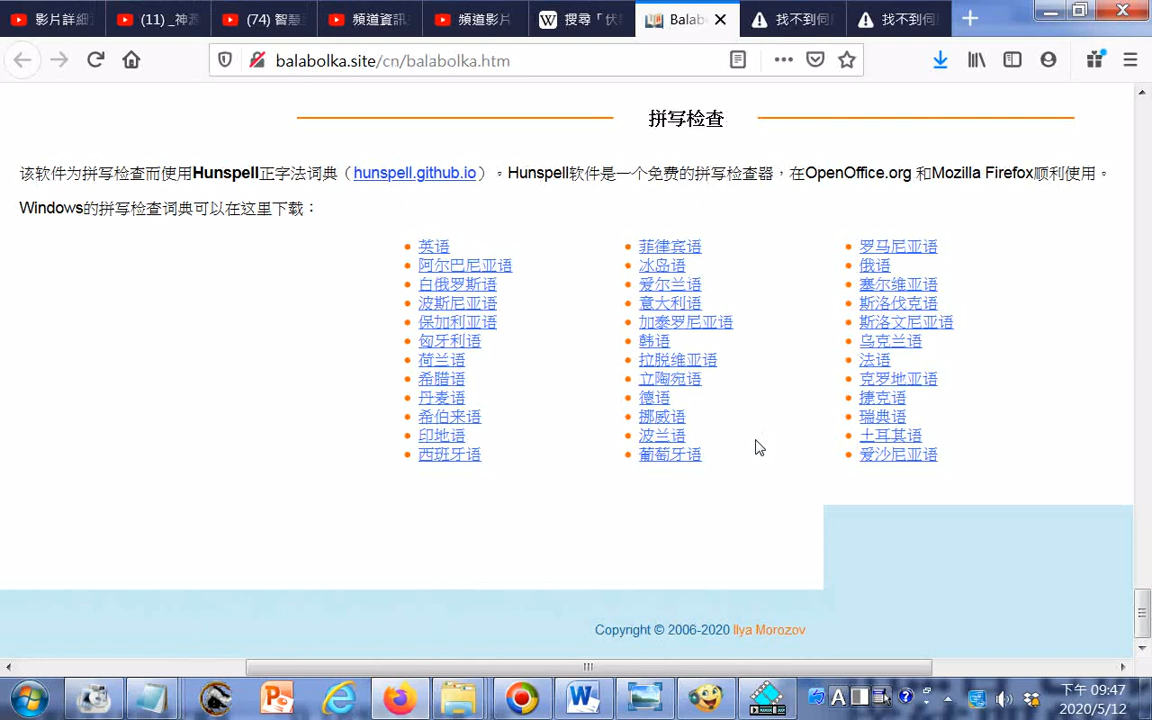 影片詳細
(11) _神
(74) 智慧
頻道資訊
頻道影片
搜尋「伏
Balab
找不到伺
找不到伺
balabolka.site/cn/balabolka.htm
拼写检查
该软件为拼写检查而使用Hunspell正字法词典（hunspell.github.io）。Hunspell软件是一个免费的拼写检查器，在OpenOffice.org 和Mozilla Firefox顺利使用。
Windows的拼写检查词典可以在这里下载：
英语
阿尔巴尼亚语
白俄罗斯语
波斯尼亚语
保加利亚语
匈牙利语
荷兰语
希腊语
丹麦语
希伯来语
印地语
西班牙语
菲律宾语
冰岛语
爱尔兰语
意大利语
加泰罗尼亚语
韩语
拉脱维亚语
立陶宛语
德语
挪威语
波兰语
葡萄牙语
罗马尼亚语
俄语
塞尔维亚语
斯洛伐克语
斯洛文尼亚语
乌克兰语
法语
克罗地亚语
捷克语
瑞典语
土耳其语
爱沙尼亚语
Copyright © 2006-2020 Ilya Morozov
下午 09:47
2020/5/12